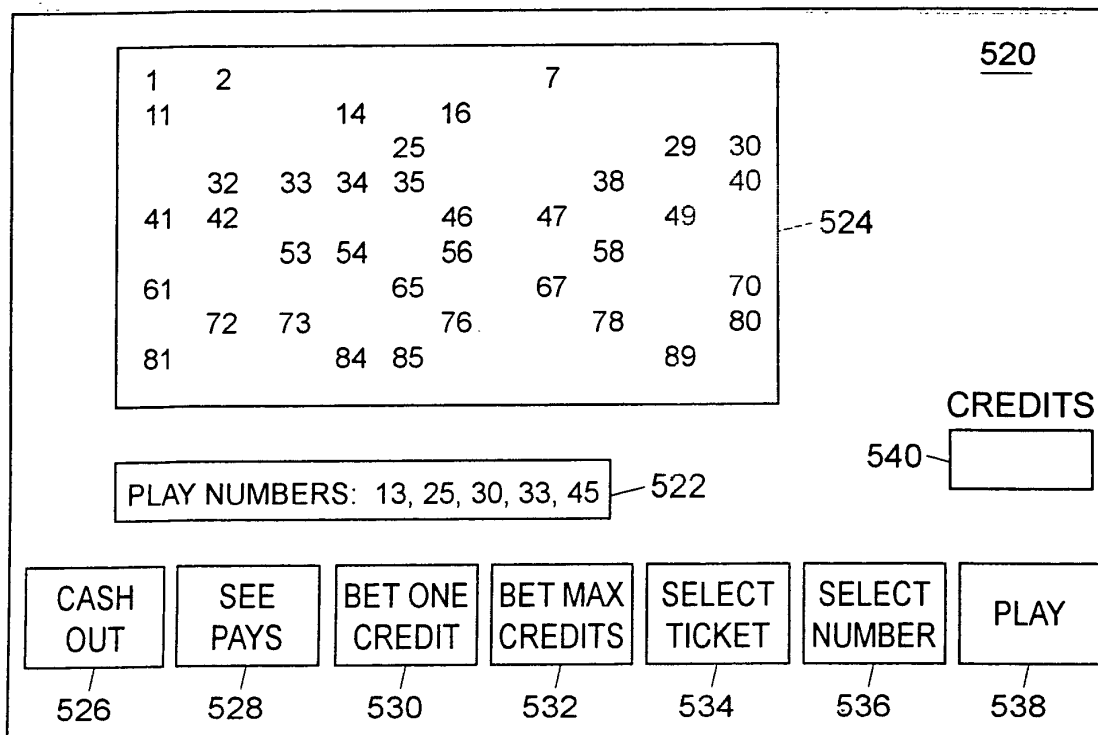 520
1 2 7
11 14 16
25 29 30
32 33 34 35 38 40
41 42 46 47 49
524
53 54 56 58
61 65 67 70
72 73 76 78 80
81 84 85 89
CREDITS
540
PLAY NUMBERS: 13, 25, 30, 33, 45
522
CASH OUT
SEE PAYS
BET ONE CREDIT
BET MAX CREDITS
SELECT TICKET
SELECT NUMBER
PLAY
526 528 530 532 534 536 538